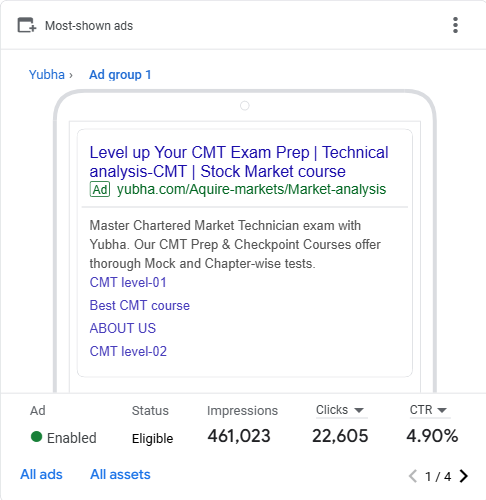 Most-shown ads
Yubha › Ad group 1
Level up Your CMT Exam Prep | Technical
analysis-CMT | Stock Market course
Ad yubha.com/Aquire-markets/Market-analysis
Master Chartered Market Technician exam with
Yubha. Our CMT Prep & Checkpoint Courses offer
thorough Mock and Chapter-wise tests.
CMT level-01
Best CMT course
ABOUT US
CMT level-02
Ad Status Impressions Clicks CTR
Enabled Eligible 461,023 22,605 4.90%
All ads All assets 1 / 4